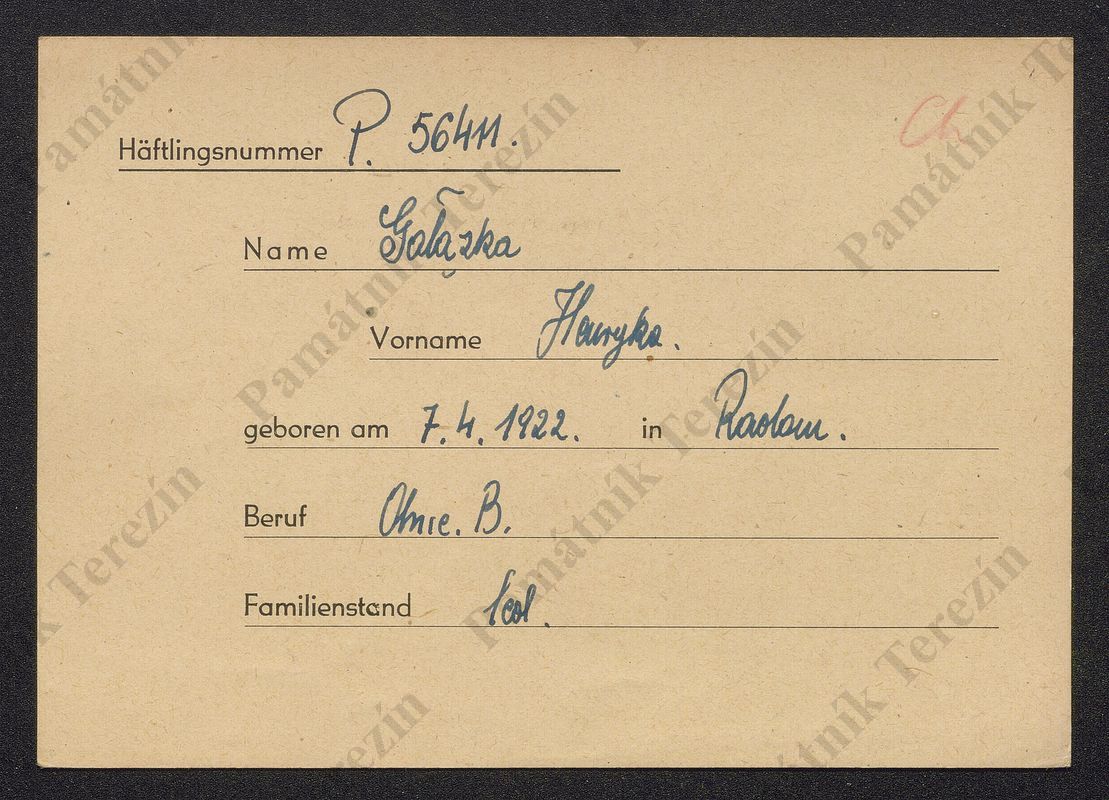 Häftlingsnummer P. 56411.
Ch
Name Gałązka
Vorname Henryka.
geboren am 7. 4. 1922. in Radom.
Beruf Ohne. B.
Familienstand led.
Památník Terezín